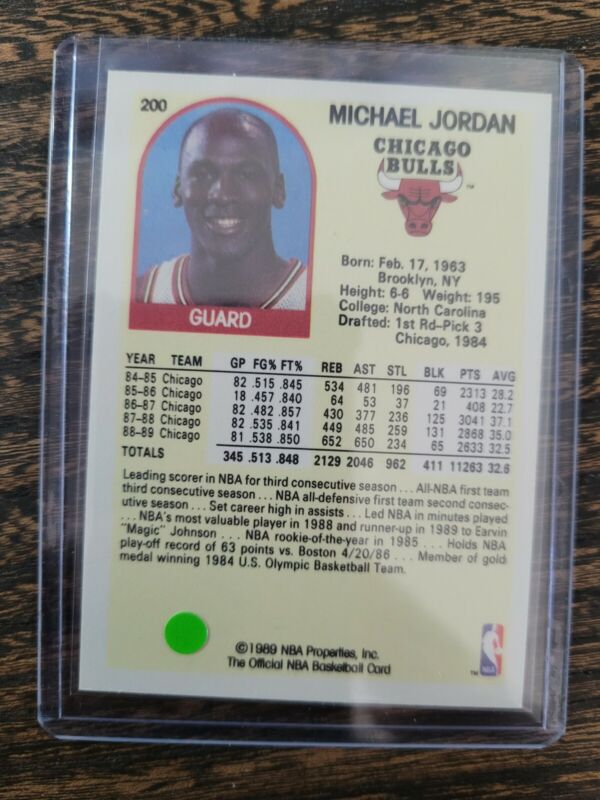 200
MICHAEL JORDAN
CHICAGO
BULLS
TM
GUARD
Born: Feb. 17, 1963
Brooklyn, NY
Height: 6-6 Weight: 195
College: North Carolina
Drafted: 1st Rd-Pick 3
Chicago, 1984
YEAR TEAM GP FG% FT% REB AST STL BLK PTS AVG
84-85 Chicago 82 .515 .845 534 481 196 69 2313 28.2
85-86 Chicago 18 .457 .840 64 53 37 21 408 22.7
86-87 Chicago 82 .482 .857 430 377 236 125 3041 37.1
87-88 Chicago 82 .535 .841 449 485 259 131 2868 35.0
88-89 Chicago 81 .538 .850 652 650 234 65 2633 32.5
TOTALS 345 .513 .848 2129 2046 962 411 11263 32.6
Leading scorer in NBA for third consecutive season . . . All-NBA first team
third consecutive season . . . NBA all-defensive first team second consec-
utive season . . . Set career high in assists . . . Led NBA in minutes played
. . . NBA's most valuable player in 1988 and runner-up in 1989 to Earvin
"Magic" Johnson . . . NBA rookie-of-the-year in 1985 . . . Holds NBA
play-off record of 63 points vs. Boston 4/20/86 . . . Member of gold
medal winning 1984 U.S. Olympic Basketball Team.
©1989 NBA Properties, Inc.
The Official NBA Basketball Card
TM
NBA